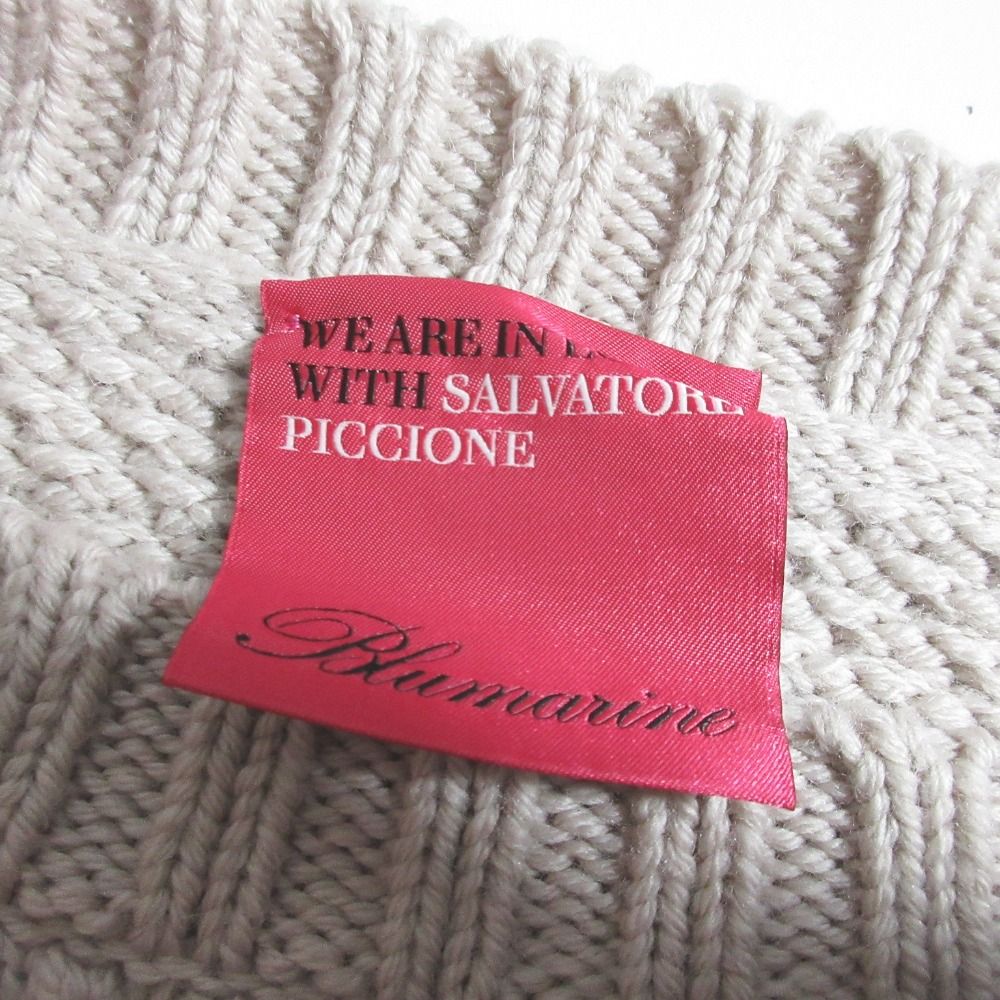 WE ARE IN
WITH SALVATORE
PICCIONE
Blumarine